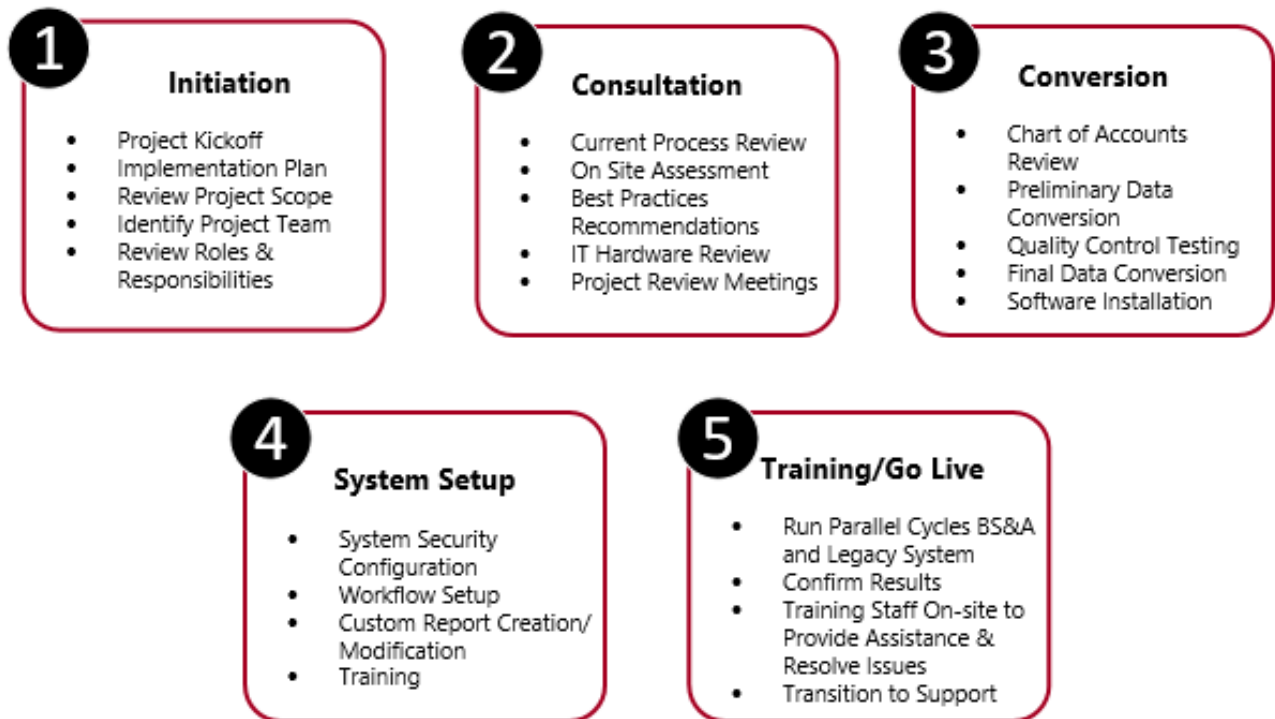 1
Initiation
• Project Kickoff
• Implementation Plan
• Review Project Scope
• Identify Project Team
• Review Roles &
Responsibilities
2
Consultation
• Current Process Review
• On Site Assessment
• Best Practices
Recommendations
• IT Hardware Review
• Project Review Meetings
3
Conversion
• Chart of Accounts
Review
• Preliminary Data
Conversion
• Quality Control Testing
• Final Data Conversion
• Software Installation
4
System Setup
• System Security
Configuration
• Workflow Setup
• Custom Report Creation/
Modification
• Training
5
Training/Go Live
• Run Parallel Cycles BS&A
and Legacy System
• Confirm Results
• Training Staff On-site to
Provide Assistance &
Resolve Issues
• Transition to Support